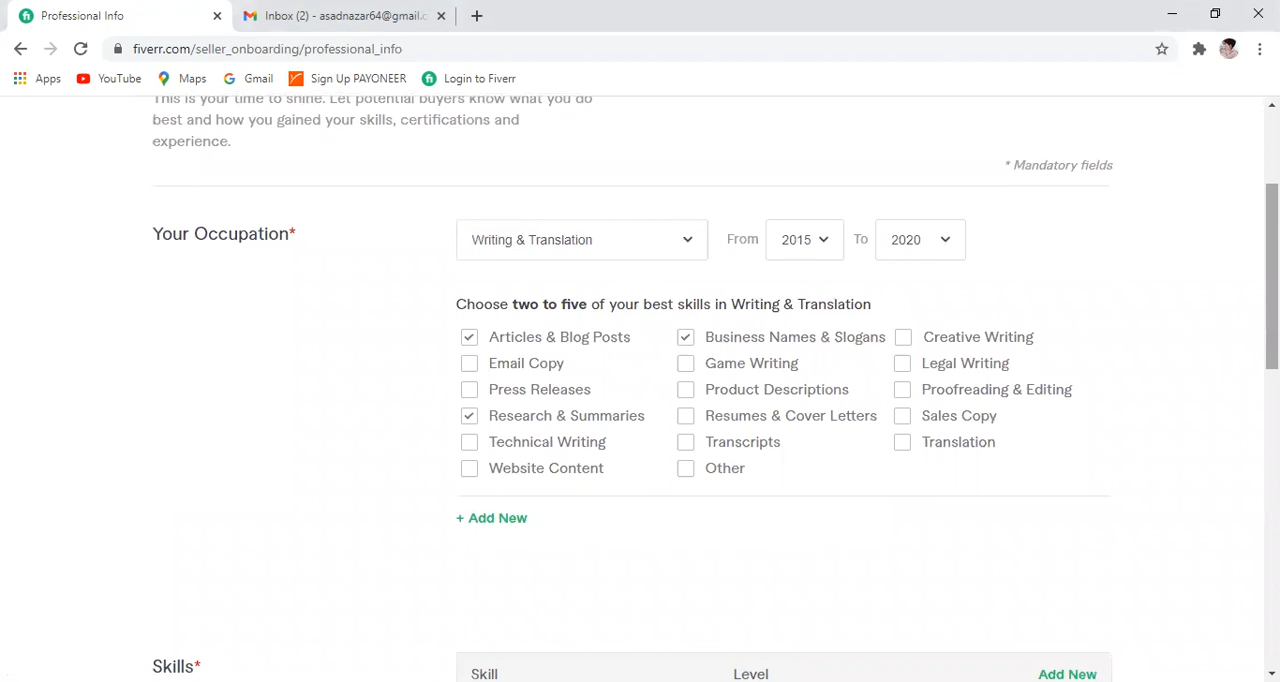 Professional Info
Inbox (2) - asadnazar64@gmail.c
fiverr.com/seller_onboarding/professional_info
Apps YouTube Maps Gmail Sign Up PAYONEER Login to Fiverr
This is your time to shine. Let potential buyers know what you do
best and how you gained your skills, certifications and
experience.
* Mandatory fields
Your Occupation* Writing & Translation From 2015 To 2020
Choose two to five of your best skills in Writing & Translation
Articles & Blog Posts Business Names & Slogans Creative Writing
Email Copy Game Writing Legal Writing
Press Releases Product Descriptions Proofreading & Editing
Research & Summaries Resumes & Cover Letters Sales Copy
Technical Writing Transcripts Translation
Website Content Other
+ Add New
Skills* Skill Level Add New